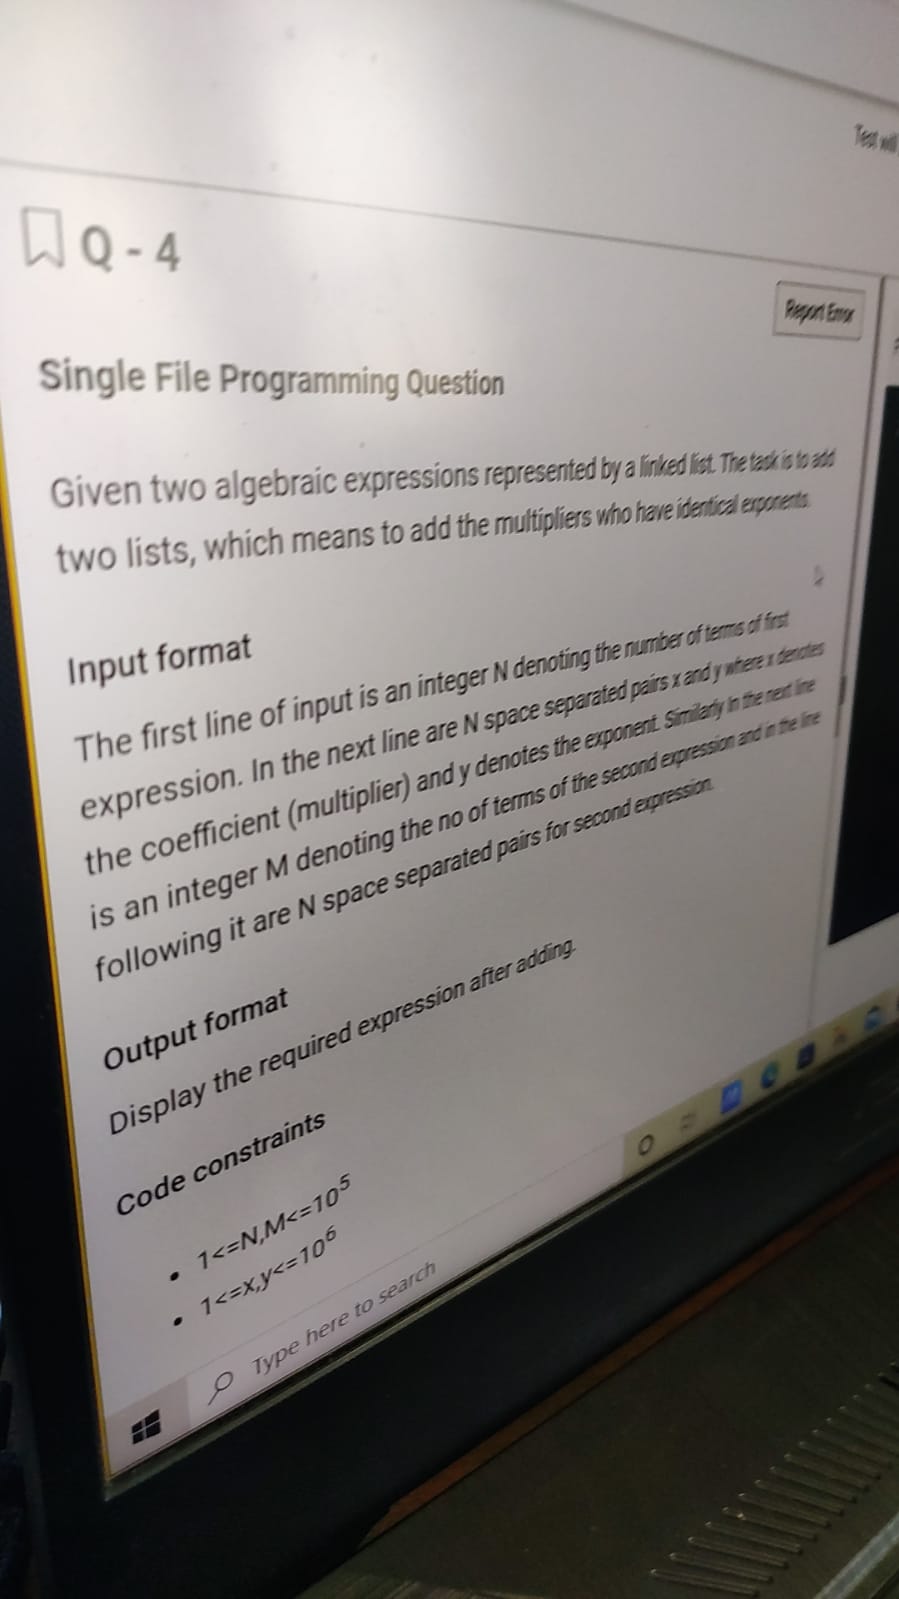 Test will
Q - 4
Report Error
Single File Programming Question
Given two algebraic expressions represented by a linked list. The task is to add
two lists, which means to add the multipliers who have identical exponents.
Input format
The first line of input is an integer N denoting the number of terms of first
expression. In the next line are N space separated pairs x and y where x denotes
the coefficient (multiplier) and y denotes the exponent. Similarly In the next line
is an integer M denoting the no of terms of the second expression and in the line
following it are N space separated pairs for second expression.
Output format
Display the required expression after adding.
Code constraints
• 1<=N,M<=10⁵
• 1<=x,y<=10⁶
Type here to search